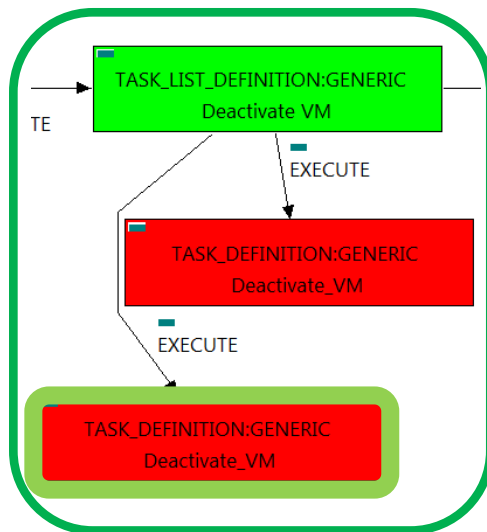 TASK_LIST_DEFINITION:GENERIC
Deactivate VM
TE
EXECUTE
TASK_DEFINITION:GENERIC
Deactivate_VM
EXECUTE
TASK_DEFINITION:GENERIC
Deactivate_VM